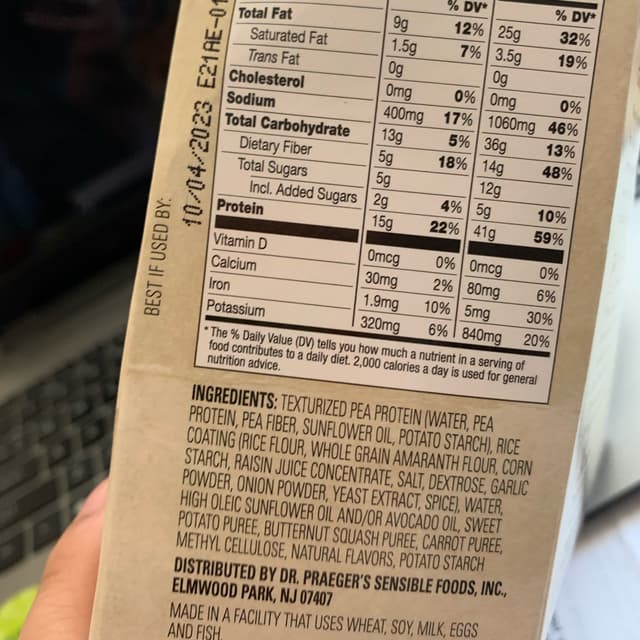 % DV* % DV*
Total Fat 9g 12% 25g 32%
Saturated Fat 1.5g 7% 3.5g 19%
Trans Fat 0g 0g
Cholesterol 0mg 0% 0mg 0%
Sodium 400mg 17% 1060mg 46%
Total Carbohydrate 13g 5% 36g 13%
Dietary Fiber 5g 18% 14g 48%
Total Sugars 5g 12g
Incl. Added Sugars 2g 4% 5g 10%
Protein 15g 22% 41g 59%
Vitamin D 0mcg 0% 0mcg 0%
Calcium 30mg 2% 80mg 6%
Iron 1.9mg 10% 5mg 30%
Potassium 320mg 6% 840mg 20%
* The % Daily Value (DV) tells you how much a nutrient in a serving of
food contributes to a daily diet. 2,000 calories a day is used for general
nutrition advice.
BEST IF USED BY:
10/04/2023 E21AE-01
INGREDIENTS: TEXTURIZED PEA PROTEIN (WATER, PEA
PROTEIN, PEA FIBER, SUNFLOWER OIL, POTATO STARCH), RICE
COATING (RICE FLOUR, WHOLE GRAIN AMARANTH FLOUR, CORN
STARCH, RAISIN JUICE CONCENTRATE, SALT, DEXTROSE, GARLIC
POWDER, ONION POWDER, YEAST EXTRACT, SPICE), WATER,
HIGH OLEIC SUNFLOWER OIL AND/OR AVOCADO OIL, SWEET
POTATO PUREE, BUTTERNUT SQUASH PUREE, CARROT PUREE,
METHYL CELLULOSE, NATURAL FLAVORS, POTATO STARCH
DISTRIBUTED BY DR. PRAEGER'S SENSIBLE FOODS, INC.,
ELMWOOD PARK, NJ 07407
MADE IN A FACILITY THAT USES WHEAT, SOY, MILK, EGGS
AND FISH.